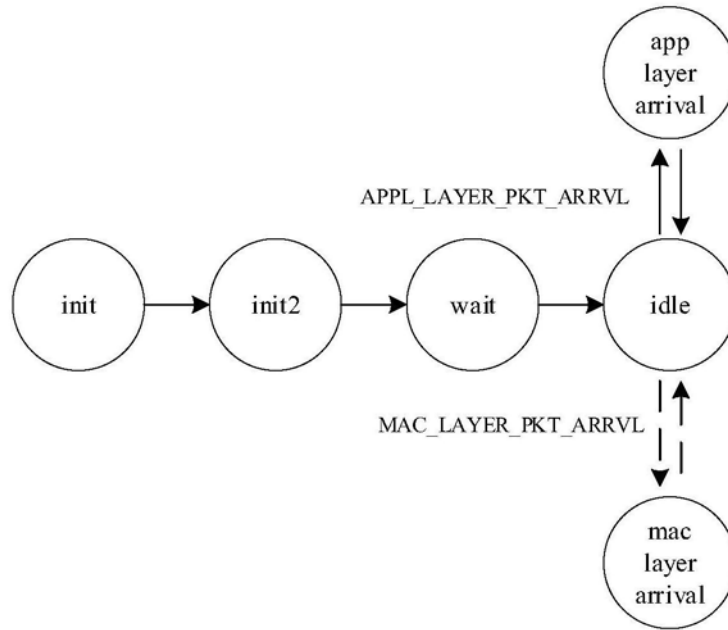 app
layer
arrival
APPL_LAYER_PKT_ARRVL
init
init2
wait
idle
MAC_LAYER_PKT_ARRVL
mac
layer
arrival